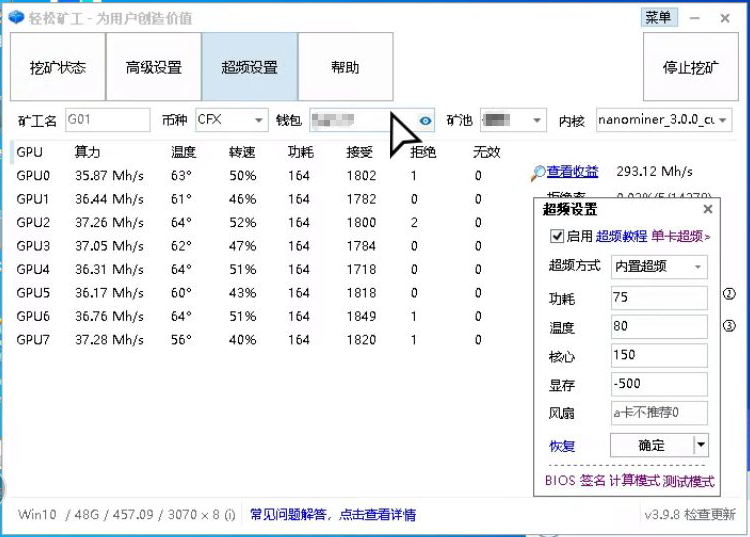 轻松矿工 - 为用户创造价值
菜单
挖矿状态 高级设置 超频设置 帮助 停止挖矿
矿工名 G01 币种 CFX 钱包 矿池 内核 nanominer_3.0.0_cu
GPU 算力 温度 转速 功耗 接受 拒绝 无效
GPU0 35.87 Mh/s 63° 50% 164 1802 1 0
GPU1 36.44 Mh/s 61° 46% 164 1782 0 0
GPU2 37.26 Mh/s 64° 52% 164 1800 2 0
GPU3 37.05 Mh/s 62° 47% 164 1784 0 0
GPU4 36.31 Mh/s 64° 51% 164 1718 0 0
GPU5 36.17 Mh/s 60° 43% 164 1818 0 0
GPU6 36.76 Mh/s 64° 51% 164 1849 1 0
GPU7 37.28 Mh/s 56° 40% 164 1820 1 0
查看收益 293.12 Mh/s
超频设置
启用 超频教程 单卡超频»
超频方式 内置超频
功耗 75 ②
温度 80 ③
核心 150
显存 -500
风扇 a卡不推荐0
恢复 确定
BIOS 签名 计算模式 测试模式
Win10 / 48G / 457.09 / 3070 × 8 (i) 常见问题解答，点击查看详情 v3.9.8 检查更新